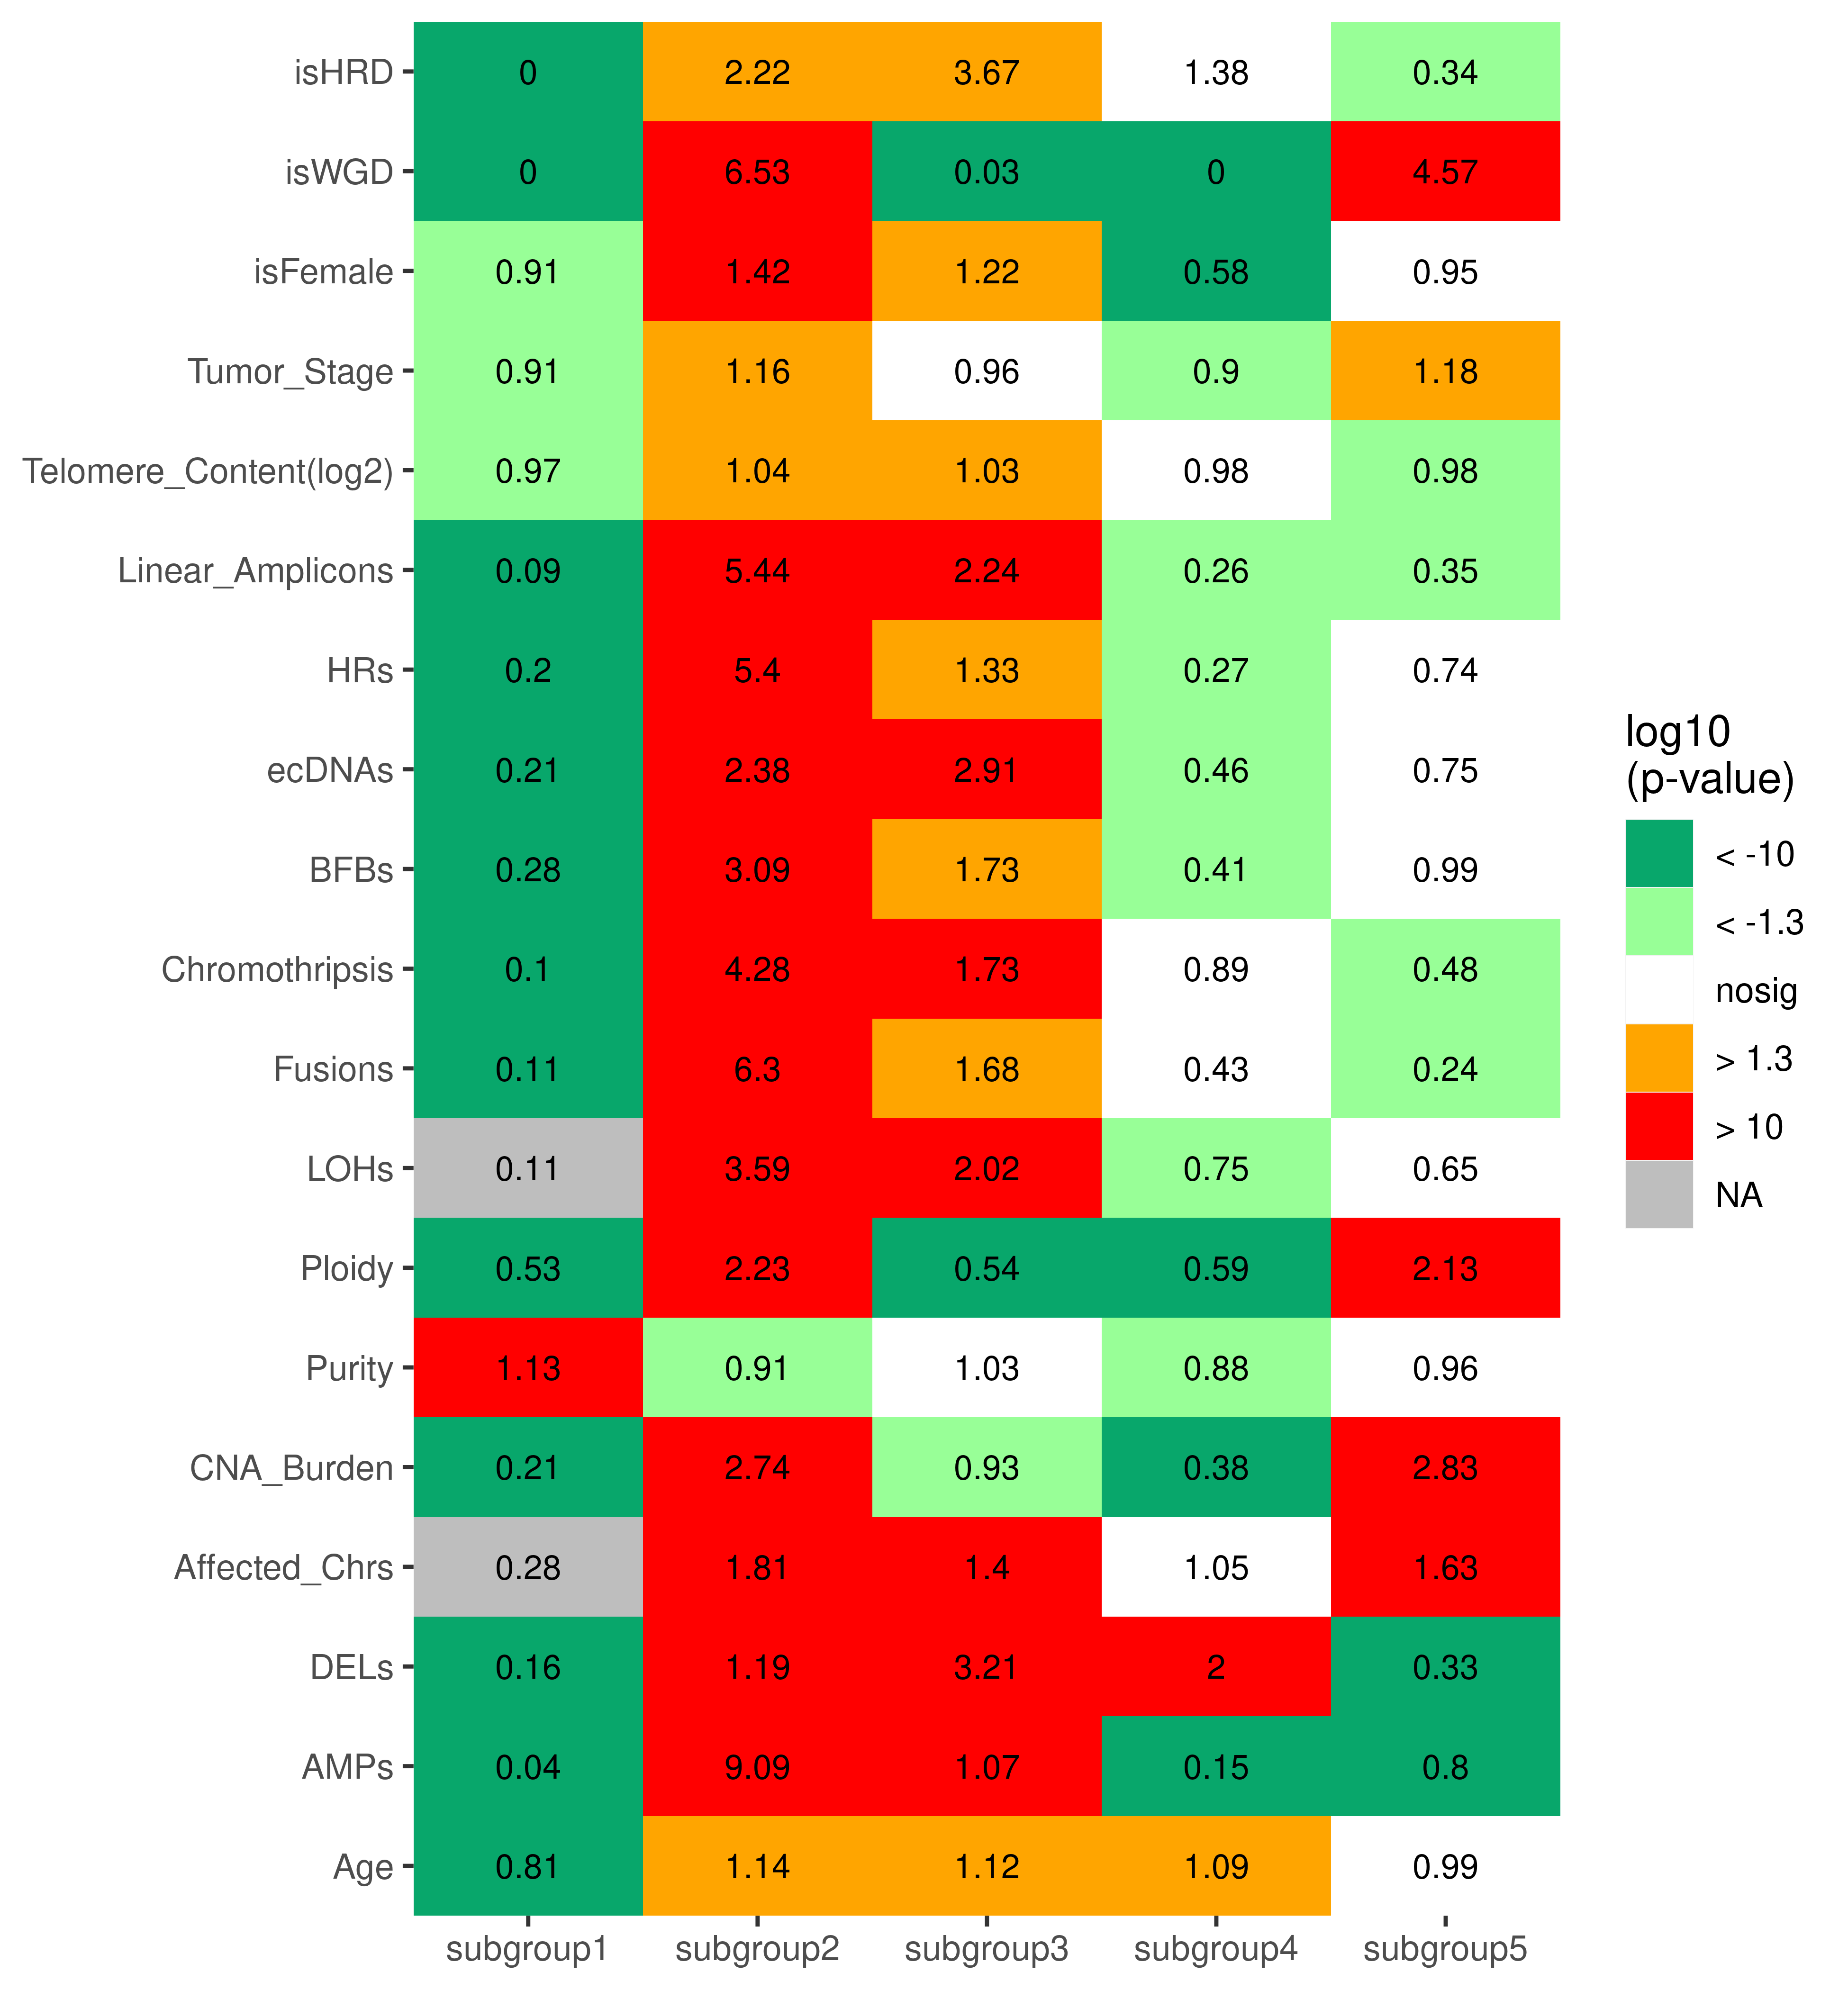 isHRD 0 2.22 3.67 1.38 0.34
isWGD 0 6.53 0.03 0 4.57
isFemale 0.91 1.42 1.22 0.58 0.95
Tumor_Stage 0.91 1.16 0.96 0.9 1.18
Telomere_Content(log2) 0.97 1.04 1.03 0.98 0.98
Linear_Amplicons 0.09 5.44 2.24 0.26 0.35
HRs 0.2 5.4 1.33 0.27 0.74
ecDNAs 0.21 2.38 2.91 0.46 0.75
BFBs 0.28 3.09 1.73 0.41 0.99
Chromothripsis 0.1 4.28 1.73 0.89 0.48
Fusions 0.11 6.3 1.68 0.43 0.24
LOHs 0.11 3.59 2.02 0.75 0.65
Ploidy 0.53 2.23 0.54 0.59 2.13
Purity 1.13 0.91 1.03 0.88 0.96
CNA_Burden 0.21 2.74 0.93 0.38 2.83
Affected_Chrs 0.28 1.81 1.4 1.05 1.63
DELs 0.16 1.19 3.21 2 0.33
AMPs 0.04 9.09 1.07 0.15 0.8
Age 0.81 1.14 1.12 1.09 0.99
subgroup1 subgroup2 subgroup3 subgroup4 subgroup5
log10
(p-value)
< -10
< -1.3
nosig
> 1.3
> 10
NA